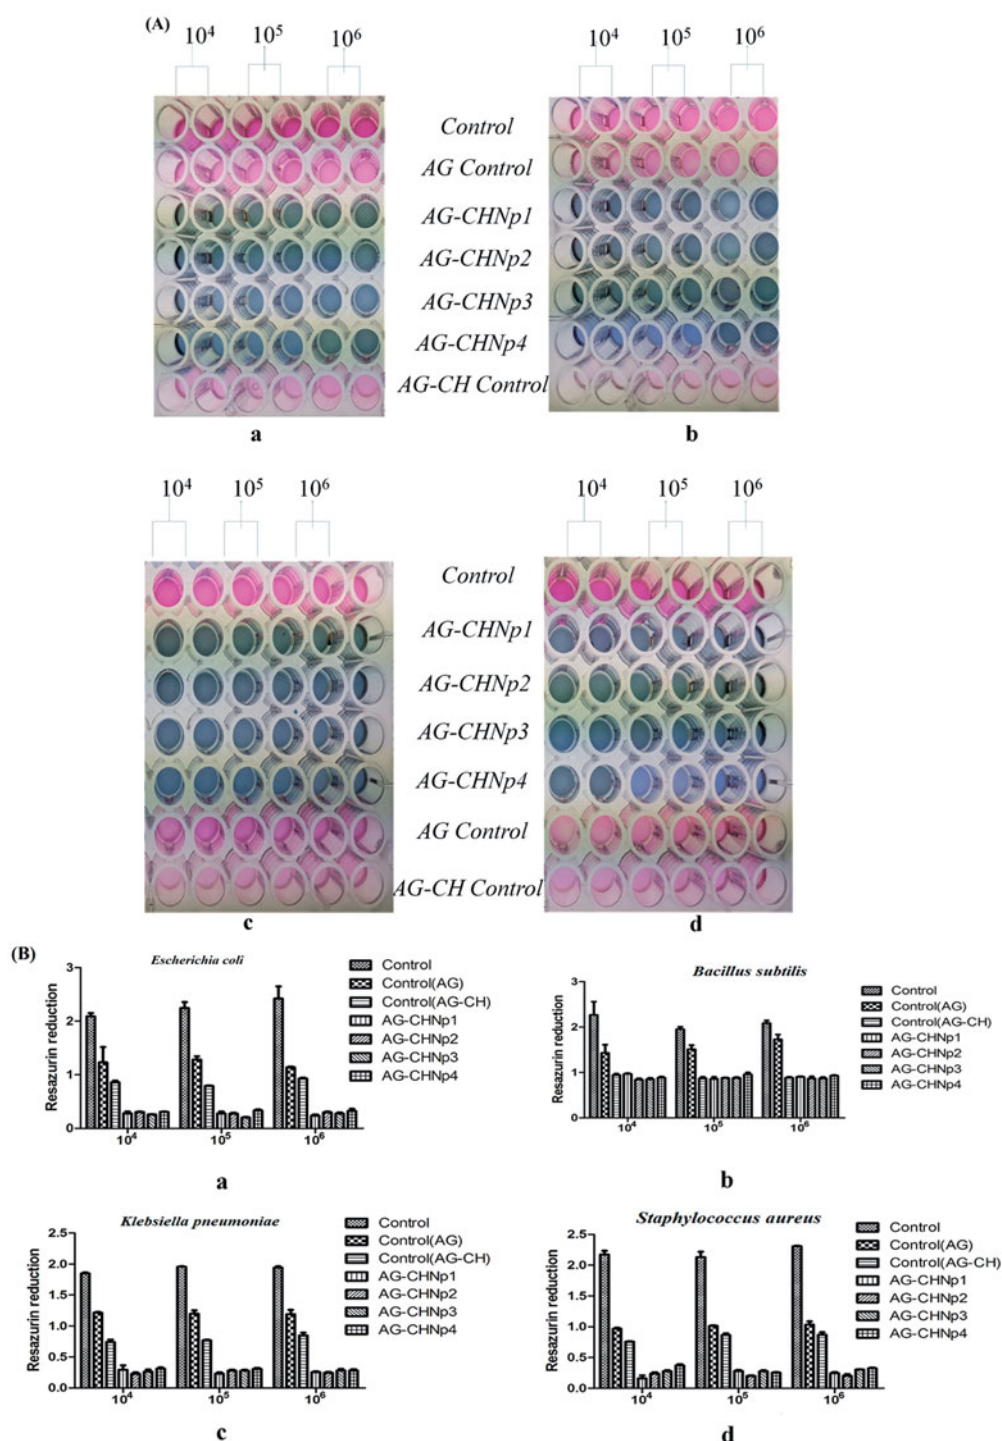 (A)
10⁴ 10⁵ 10⁶
10⁴ 10⁵ 10⁶
Control
AG Control
AG-CHNp1
AG-CHNp2
AG-CHNp3
AG-CHNp4
AG-CH Control
a
b
10⁴ 10⁵ 10⁶
10⁴ 10⁵ 10⁶
Control
AG-CHNp1
AG-CHNp2
AG-CHNp3
AG-CHNp4
AG Control
AG-CH Control
c
d
(B)
Escherichia coli
Resazurin reduction
3
2
1
0
10⁴ 10⁵ 10⁶
Control
Control(AG)
Control(AG-CH)
AG-CHNp1
AG-CHNp2
AG-CHNp3
AG-CHNp4
a
Bacillus subtilis
Resazurin reduction
3
2
1
0
10⁴ 10⁵ 10⁶
Control
Control(AG)
Control(AG-CH)
AG-CHNp1
AG-CHNp2
AG-CHNp3
AG-CHNp4
b
Klebsiella pneumoniae
Resazurin reduction
2.5
2.0
1.5
1.0
0.5
0.0
10⁴ 10⁵ 10⁶
Control
Control(AG)
Control(AG-CH)
AG-CHNp1
AG-CHNp2
AG-CHNp3
AG-CHNp4
c
Staphylococcus aureus
Resazurin reduction
2.5
2.0
1.5
1.0
0.5
0.0
10⁴ 10⁵ 10⁶
Control
Control(AG)
Control(AG-CH)
AG-CHNp1
AG-CHNp2
AG-CHNp3
AG-CHNp4
d